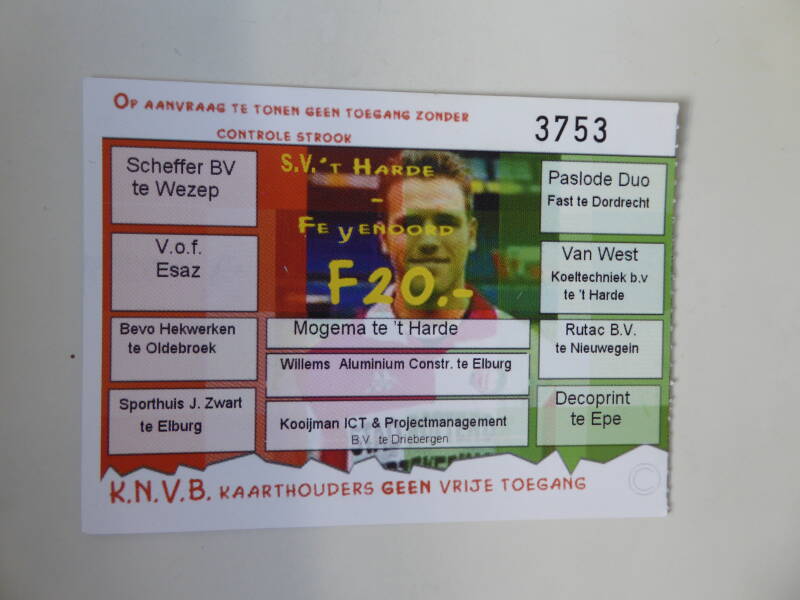 Op aanvraag te tonen geen toegang zonder
controle strook
3753
S.V. 't Harde
-
Feyenoord
F20.-
Scheffer BV
te Wezep
V.o.f.
Esaz
Bevo Hekwerken
te Oldebroek
Sporthuis J. Zwart
te Elburg
Mogema te 't Harde
Willems Aluminium Constr. te Elburg
Kooijman ICT & Projectmanagement
B.V. te Driebergen
Paslode Duo
Fast te Dordrecht
Van West
Koeltechniek b.v
te 't Harde
Rutac B.V.
te Nieuwegein
Decoprint
te Epe
K.N.V.B. kaarthouders geen vrije toegang
©